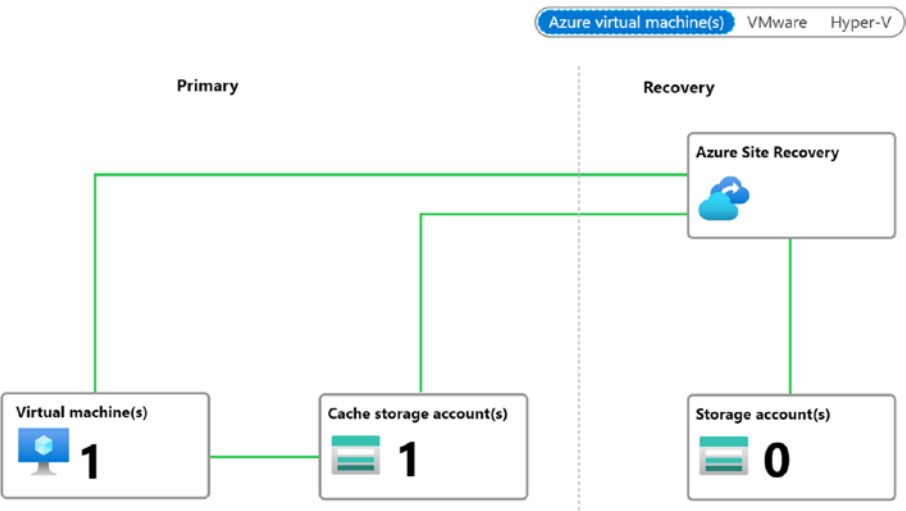 Azure virtual machine(s) VMware Hyper-V
Primary
Recovery
Azure Site Recovery
Virtual machine(s)
1
Cache storage account(s)
1
Storage account(s)
0